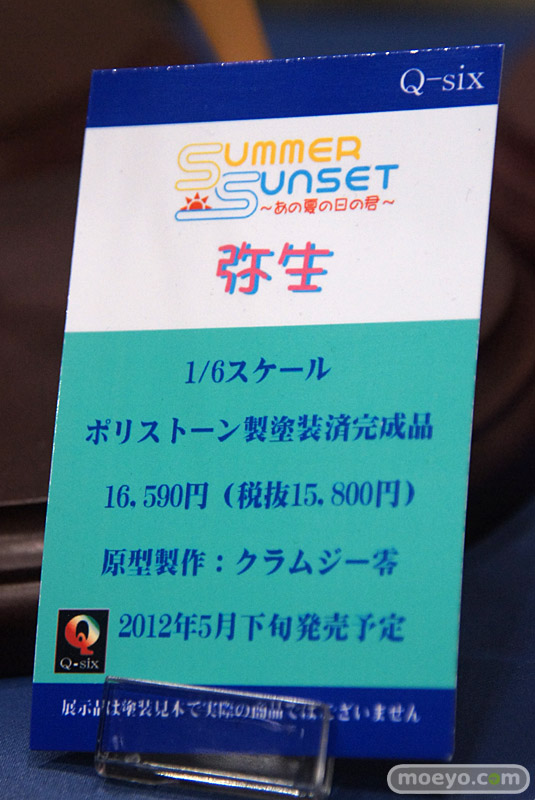 Q-six
SUMMER
SUNSET
～あの夏の日の君～
弥生
1/6スケール
ポリストーン製塗装済完成品
16,590円（税抜15,800円）
原型製作：クラムジー零
2012年5月下旬発売予定
Q-six
展示品は塗装見本で実際の商品ではございません
moeyo.com